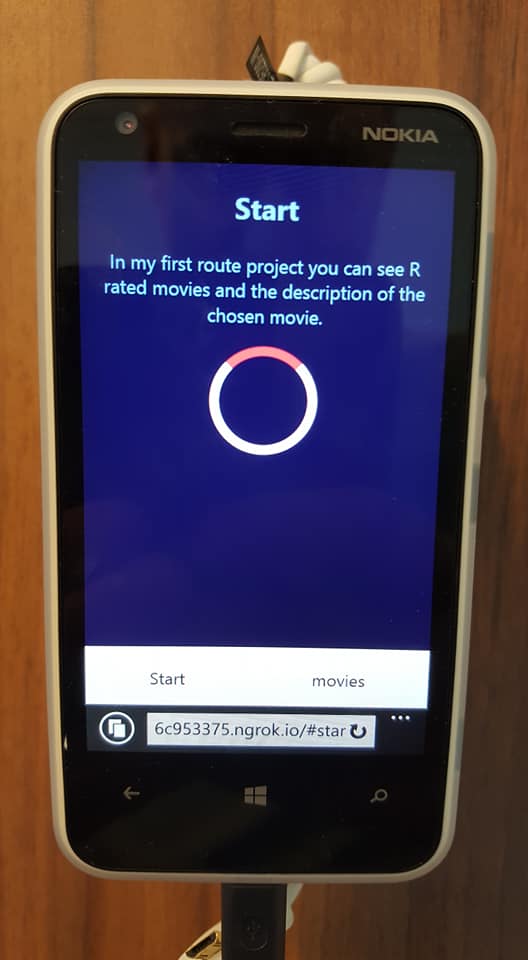 NOKIA
Start
In my first route project you can see R
rated movies and the description of the
chosen movie.
Start movies
6c953375.ngrok.io/#star